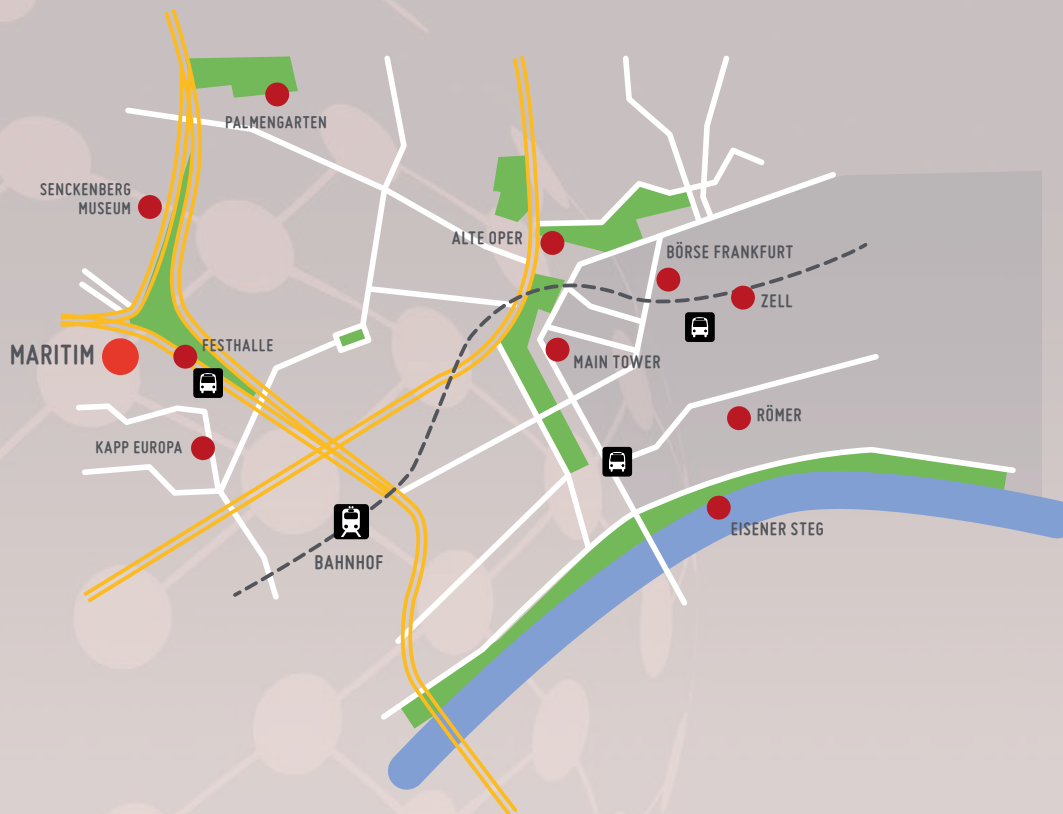 PALMENGARTEN
SENCKENBERG
MUSEUM
ALTE OPER
BÖRSE FRANKFURT
ZELL
FESTHALLE
MARITIM
MAIN TOWER
RÖMER
KAPP EUROPA
EISENER STEG
BAHNHOF